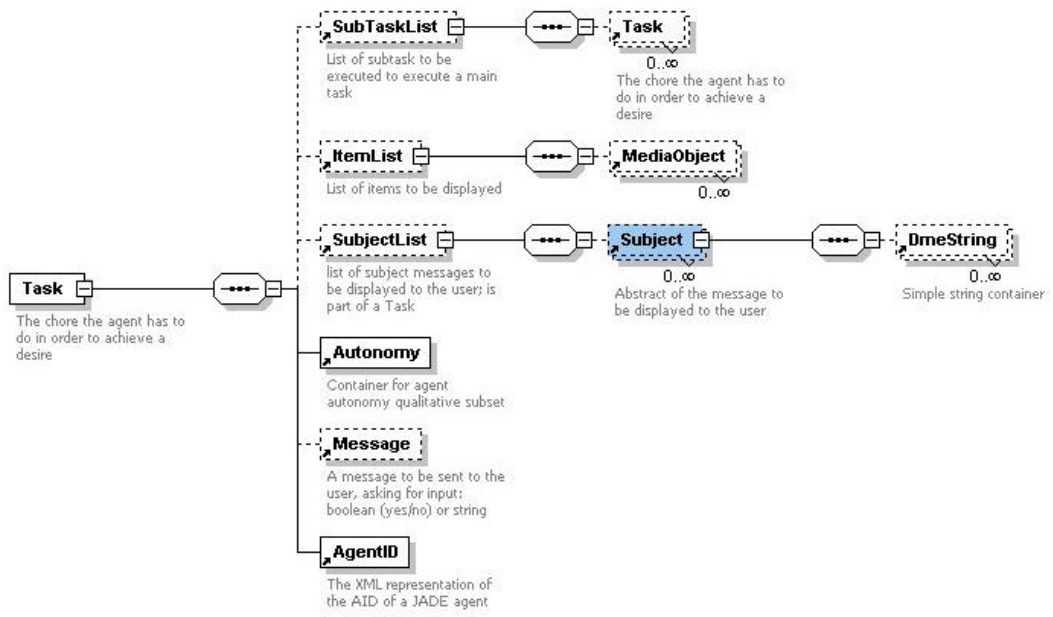 SubTaskList
Task
List of subtask to be
executed to execute a main
task
0..∞
The chore the agent has to
do in order to achieve a
desire
ItemList
MediaObject
List of items to be displayed
0..∞
SubjectList
Subject
DmeString
list of subject messages to
be displayed to the user; is
part of a Task
0..∞
Abstract of the message to
be displayed to the user
0..∞
Simple string container
Task
The chore the agent has to
do in order to achieve a
desire
Autonomy
Container for agent
autonomy qualitative subset
Message
A message to be sent to the
user, asking for input:
boolean (yes/no) or string
AgentID
The XML representation of
the AID of a JADE agent